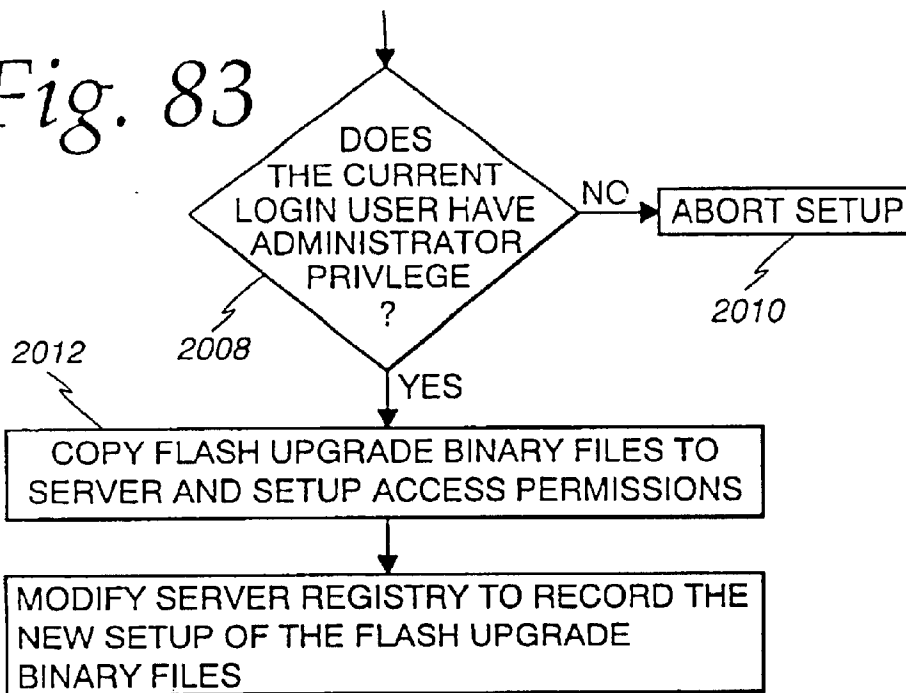 Fig. 83
DOES
THE CURRENT
LOGIN USER HAVE
ADMINISTRATOR
PRIVLEGE
?
NO
ABORT SETUP
2010
2008
2012
YES
COPY FLASH UPGRADE BINARY FILES TO
SERVER AND SETUP ACCESS PERMISSIONS
MODIFY SERVER REGISTRY TO RECORD THE
NEW SETUP OF THE FLASH UPGRADE
BINARY FILES